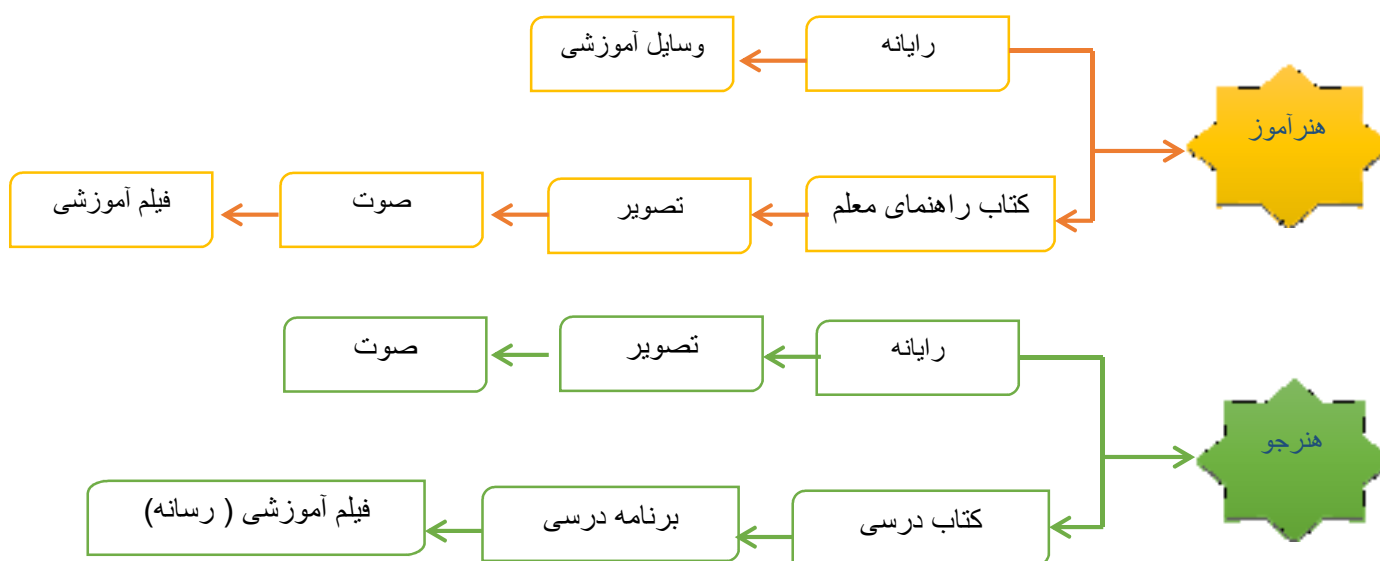 هنرآموز
رایانه
وسایل آموزشی
کتاب راهنمای معلم
تصویر
صوت
فیلم آموزشی
هنرجو
رایانه
تصویر
صوت
کتاب درسی
برنامه درسی
فیلم آموزشی ( رسانه)